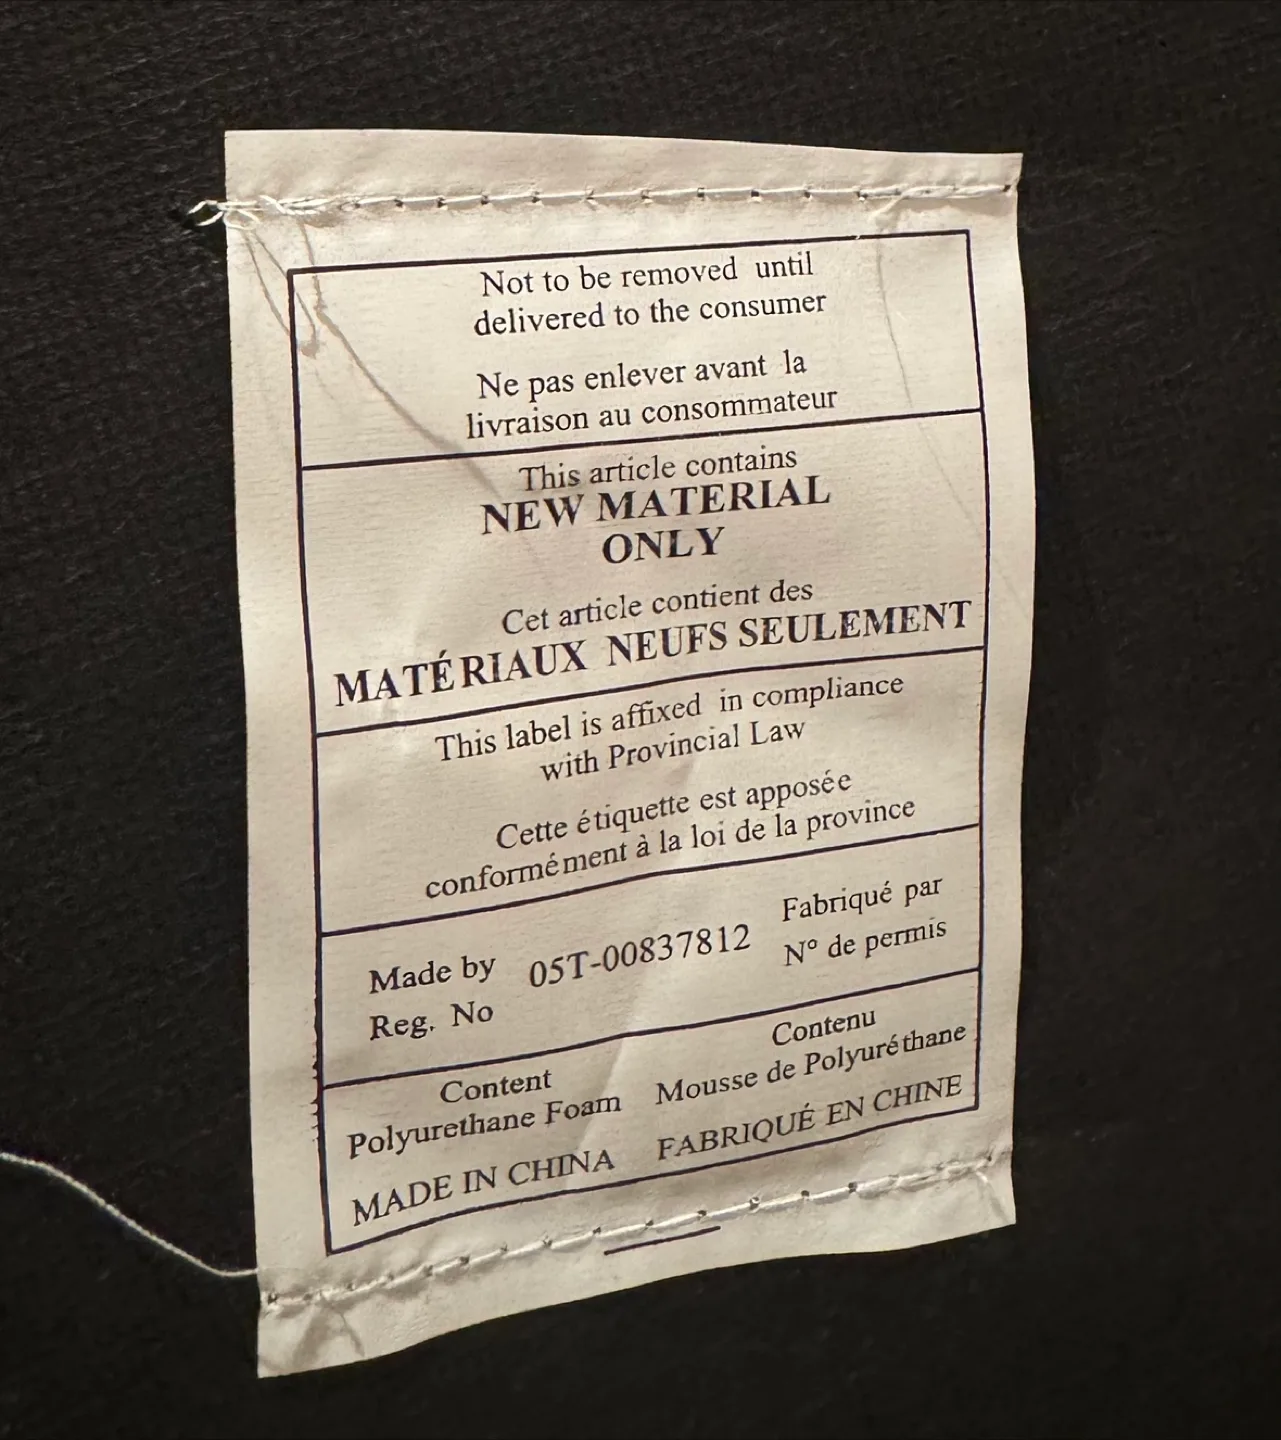 Not to be removed until
delivered to the consumer
Ne pas enlever avant la
livraison au consommateur
This article contains
NEW MATERIAL
ONLY
Cet article contient des
MATÉRIAUX NEUFS SEULEMENT
This label is affixed in compliance
with Provincial Law
Cette étiquette est apposée
conformément à la loi de la province
Made by
Reg. No
05T-00837812
Fabriqué par
N° de permis
Content
Polyurethane Foam
MADE IN CHINA
Contenu
Mousse de Polyuréthane
FABRIQUÉ EN CHINE